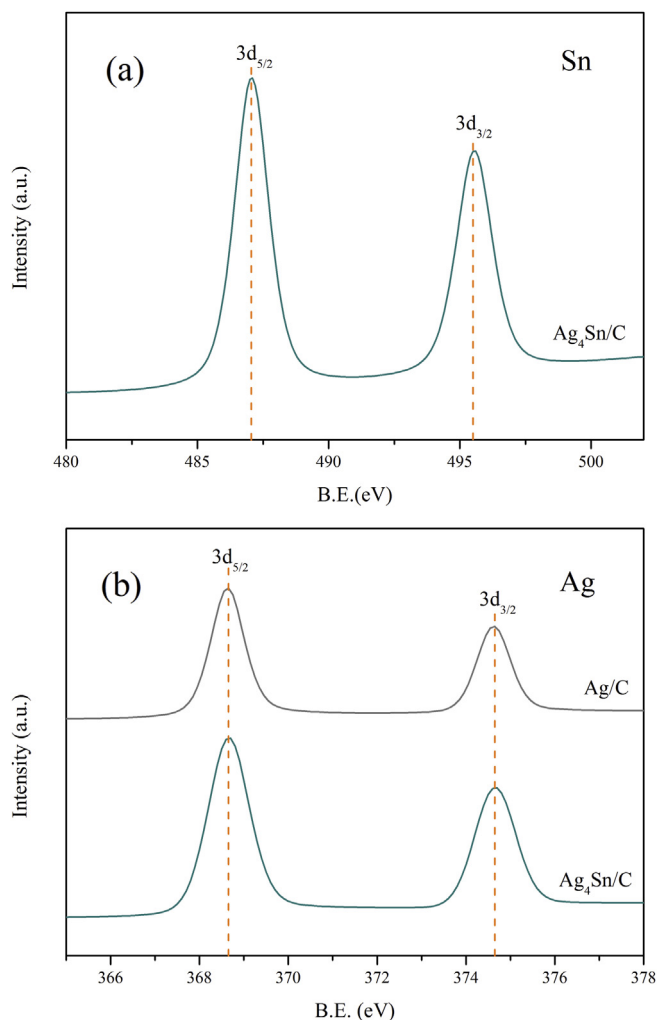 (a)
3d5/2
Sn
3d3/2
Intensity (a.u.)
Ag4Sn/C
480 485 490 495 500
B.E.(eV)
(b)
3d5/2
Ag
3d3/2
Ag/C
Intensity (a.u.)
Ag4Sn/C
366 368 370 372 374 376 378
B.E. (eV)